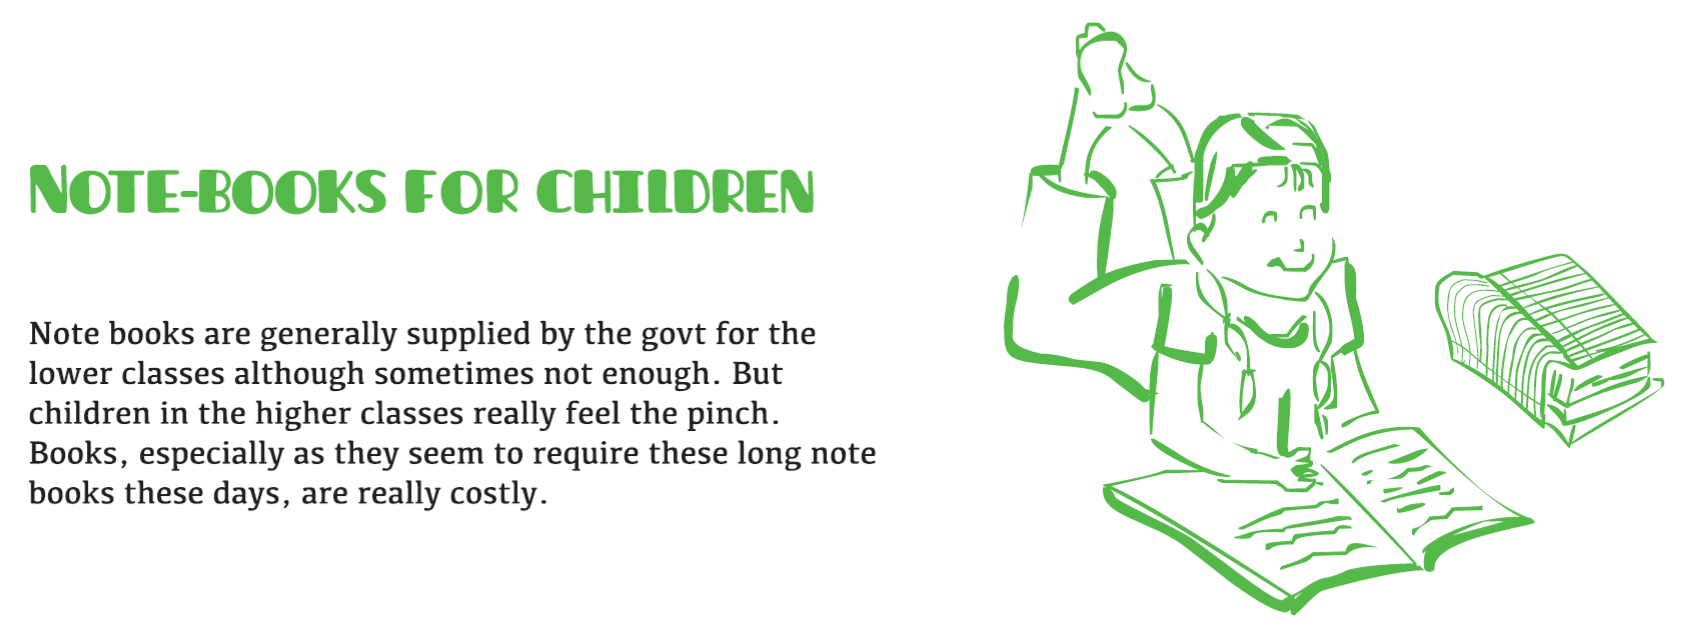 Note-books for children
Note books are generally supplied by the govt for the
lower classes although sometimes not enough. But
children in the higher classes really feel the pinch.
Books, especially as they seem to require these long note
books these days, are really costly.